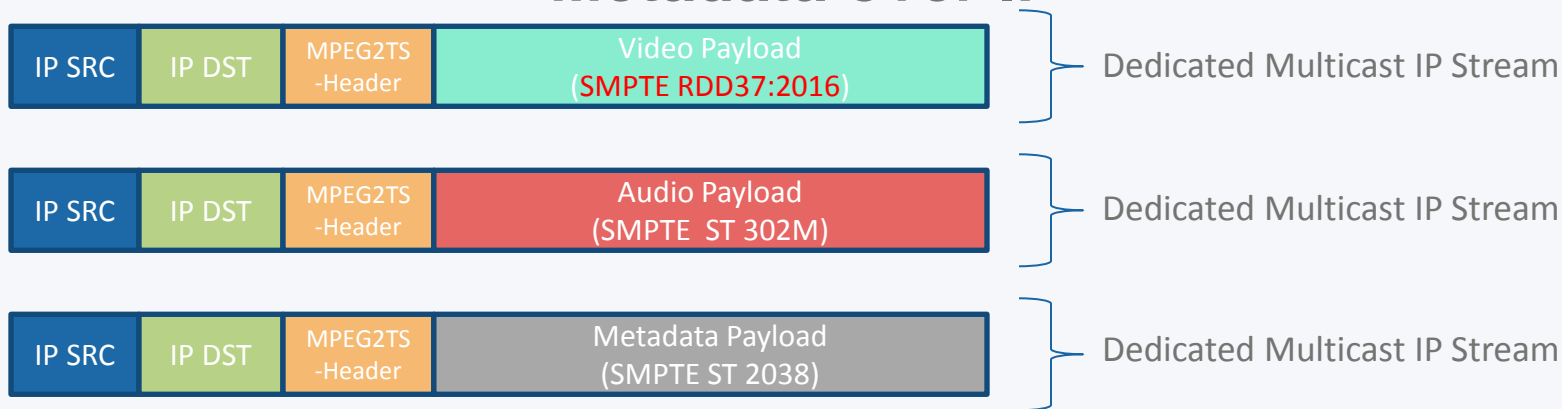 IP SRC IP DST MPEG2TS -Header Video Payload (SMPTE RDD37:2016) Dedicated Multicast IP Stream
IP SRC IP DST MPEG2TS -Header Audio Payload (SMPTE ST 302M) Dedicated Multicast IP Stream
IP SRC IP DST MPEG2TS -Header Metadata Payload (SMPTE ST 2038) Dedicated Multicast IP Stream